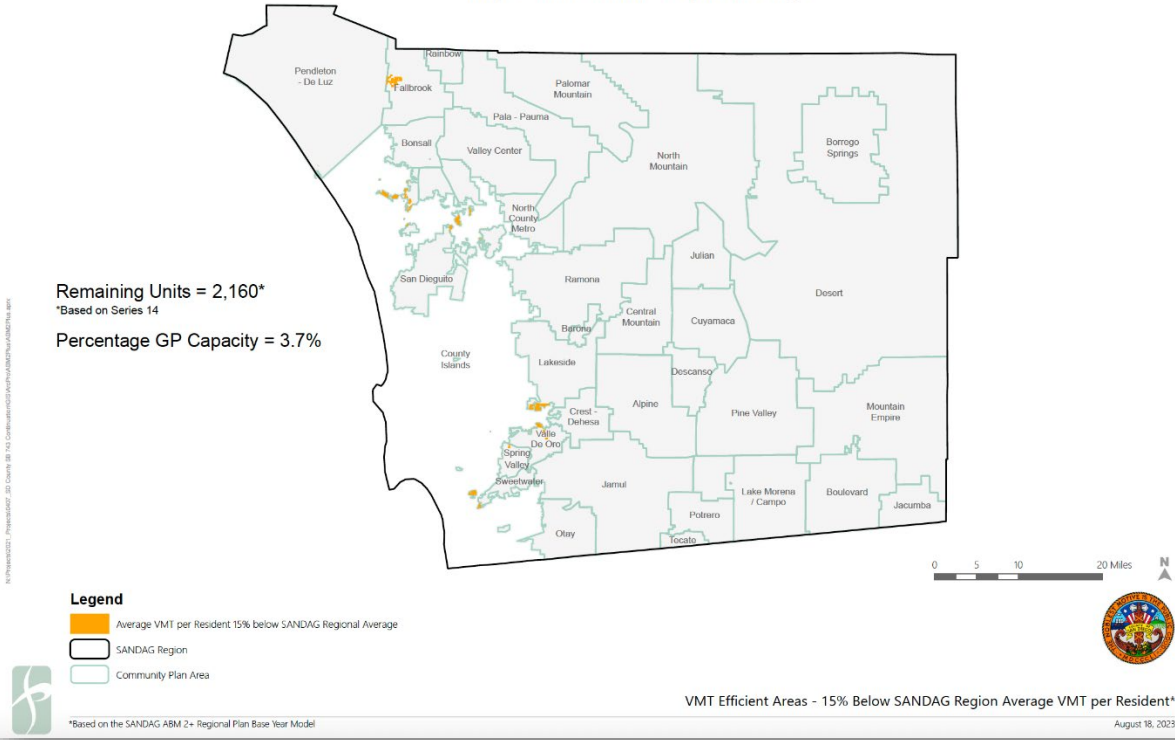 Pendleton
- De Luz
Rainbow
Fallbrook
Palomar
Mountain
Pala - Pauma
Bonsall
Valley Center
North
Mountain
Borrego
Springs
North
County
Metro
San Dieguito
Ramona
Julian
Desert
Central
Mountain
Cuyamaca
Barona
Remaining Units = 2,160*
*Based on Series 14
Percentage GP Capacity = 3.7%
County
Islands
Lakeside
Descanso
Alpine
Pine Valley
Mountain
Empire
Crest -
Dehesa
Valle
De Oro
Spring
Valley
Sweetwater
Jamul
Lake Morena
/ Campo
Boulevard
Jacumba
Potrero
Otay
Tecate
0 5 10 20 Miles
N
Legend
Average VMT per Resident 15% below SANDAG Regional Average
SANDAG Region
Community Plan Area
VMT Efficient Areas - 15% Below SANDAG Region Average VMT per Resident*
*Based on the SANDAG ABM 2+ Regional Plan Base Year Model
August 18, 2023